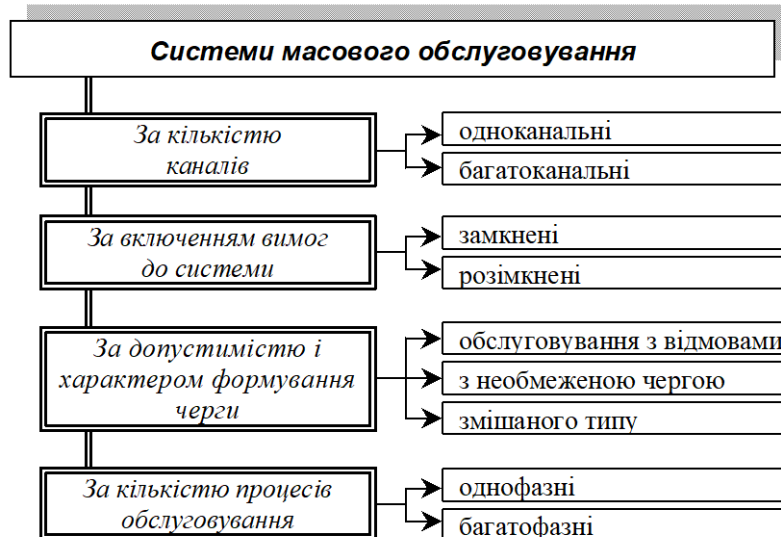 Системи масового обслуговування
За кількістю
каналів
одноканальні
багатоканальні
За включенням вимог
до системи
замкнені
розімкнені
За допустимістю і
характером формування
черги
обслуговування з відмовами
з необмеженою чергою
змішаного типу
За кількістю процесів
обслуговування
однофазні
багатофазні